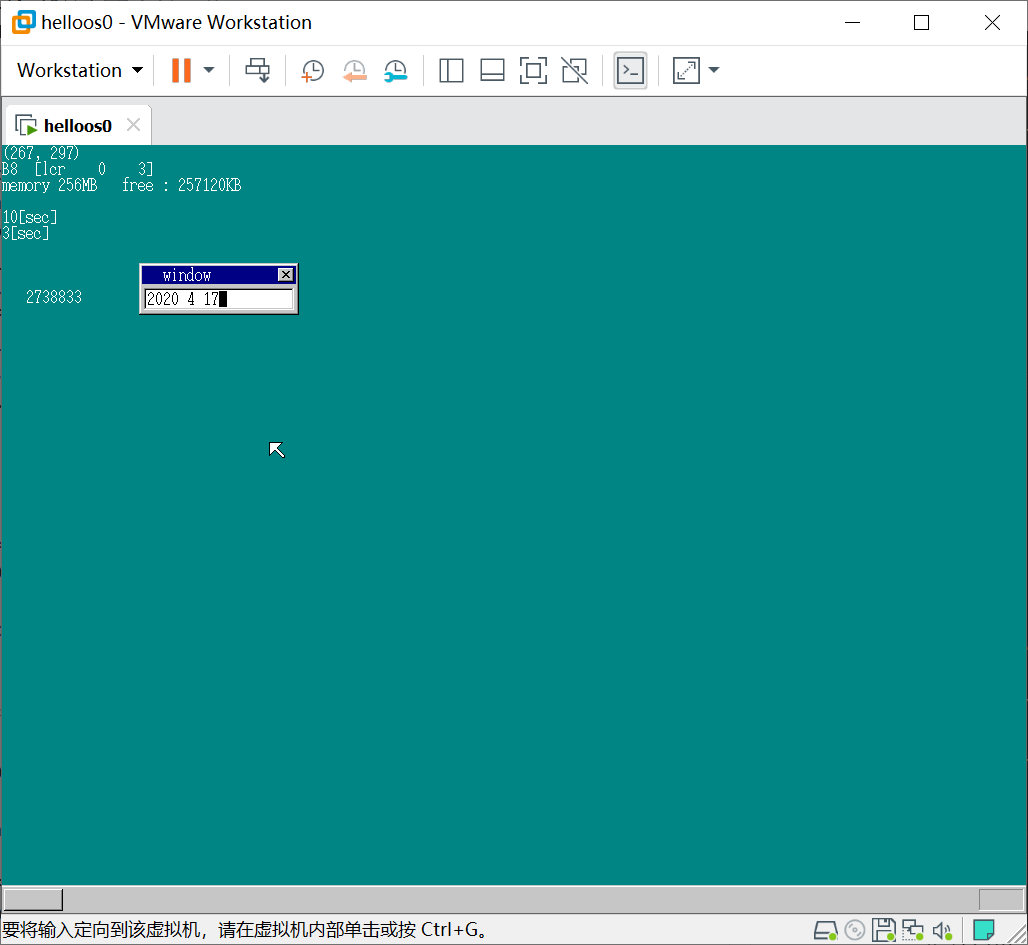 helloos0 - VMware Workstation
Workstation
helloos0
(267, 297)
B8 [lcr 0 3]
memory 256MB free : 257120KB
10[sec]
3[sec]
window
2020 4 17
2738833
要将输入定向到该虚拟机，请在虚拟机内部单击或按 Ctrl+G。